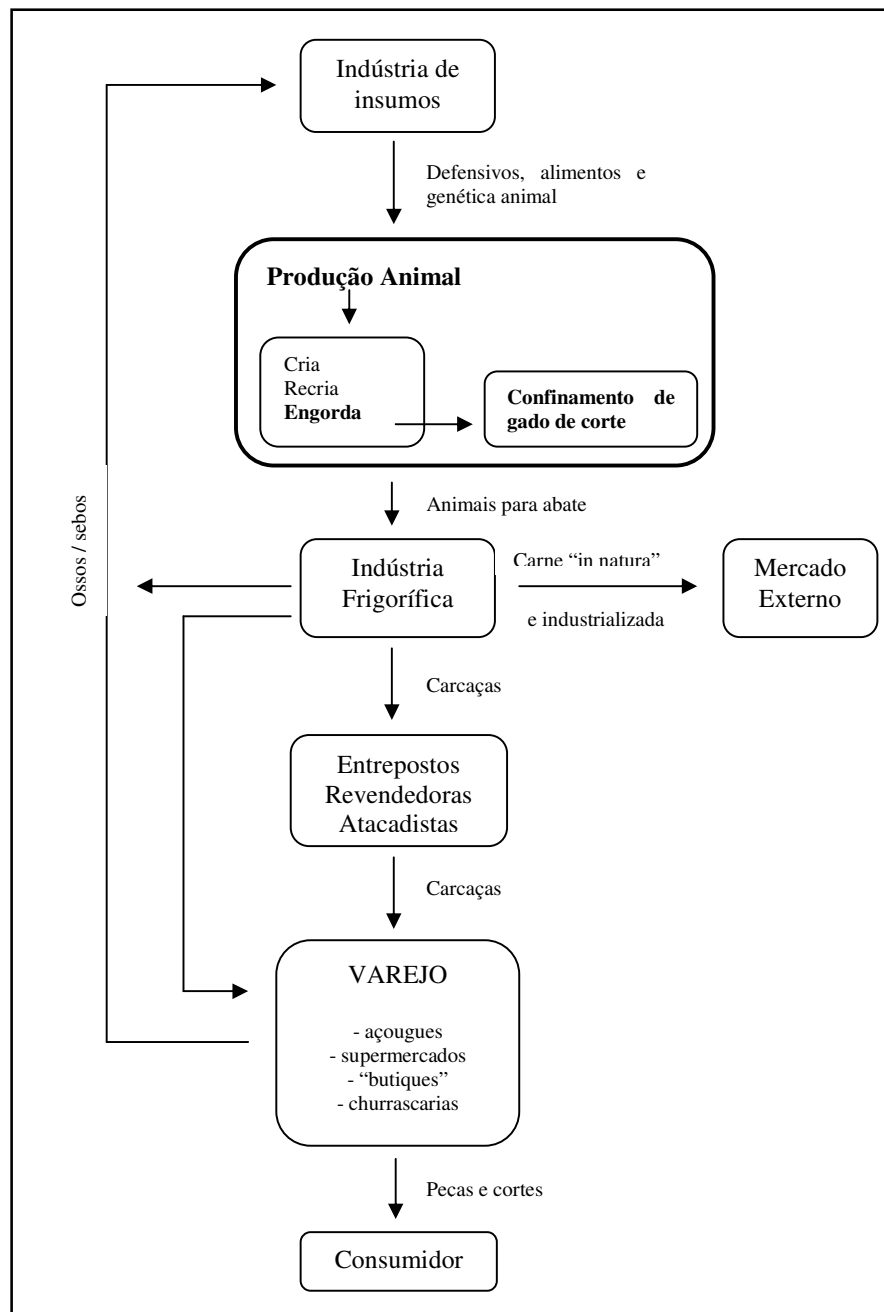 Indústria de
insumos
Defensivos, alimentos e
genética animal
Produção Animal
Cria
Recria
Engorda
Confinamento de
gado de corte
Animais para abate
Ossos / sebos
Indústria
Frigorífica
Carne “in natura”
e industrializada
Mercado
Externo
Carcaças
Entrepostos
Revendedoras
Atacadistas
Carcaças
VAREJO
- açougues
- supermercados
- “butiques”
- churrascarias
Pecas e cortes
Consumidor